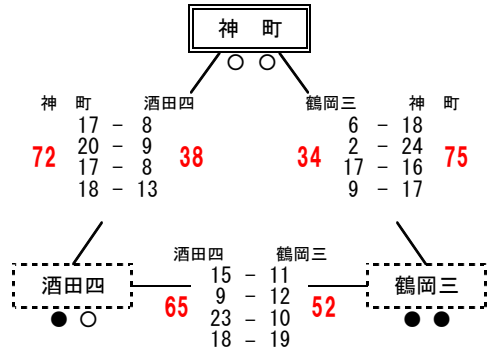 神 町
○ ○
神 町 酒田四 鶴岡三 神 町
17 - 8 6 - 18
20 - 9 2 - 24
72 38 34 75
17 - 8 17 - 16
18 - 13 9 - 17
酒田四 鶴岡三
15 - 11
酒田四 鶴岡三
9 - 12
65 52
● ○ ● ●
23 - 10
18 - 19